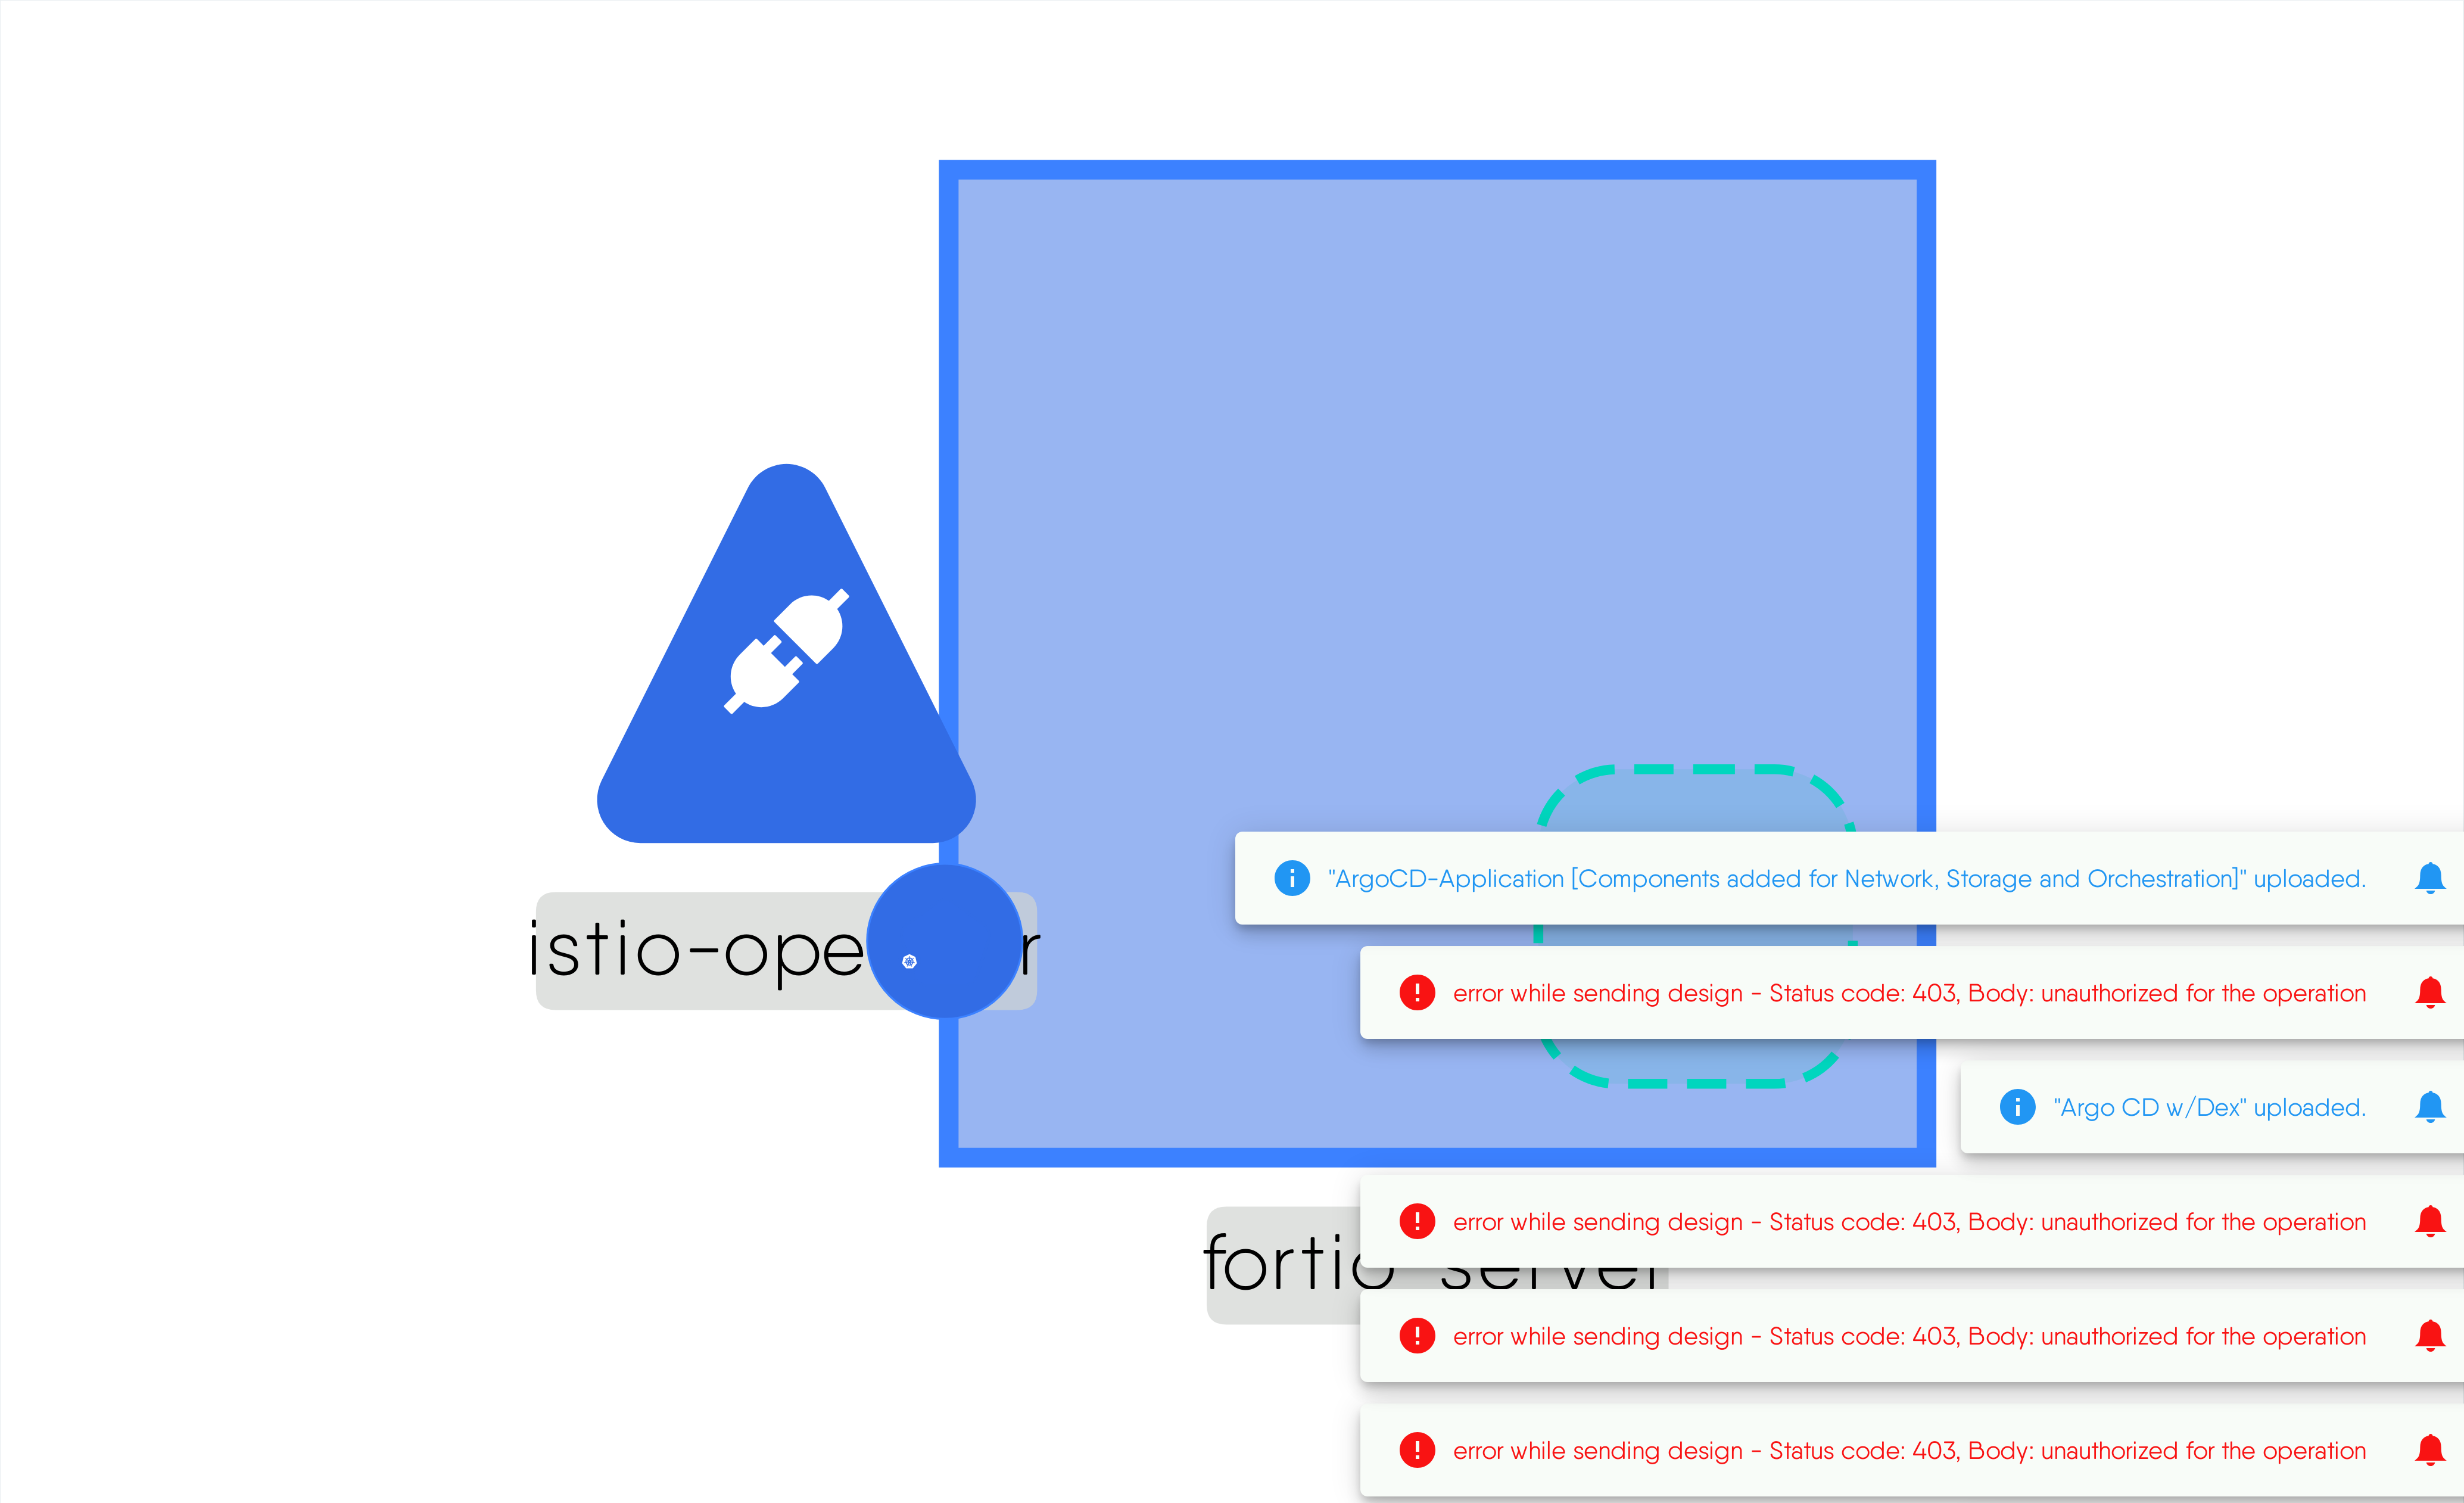 "ArgoCD-Application [Components added for Network, Storage and Orchestration]" uploaded.
istio-ope r
error while sending design - Status code: 403, Body: unauthorized for the operation
"Argo CD w/Dex" uploaded.
error while sending design - Status code: 403, Body: unauthorized for the operation
fortio server
error while sending design - Status code: 403, Body: unauthorized for the operation
error while sending design - Status code: 403, Body: unauthorized for the operation